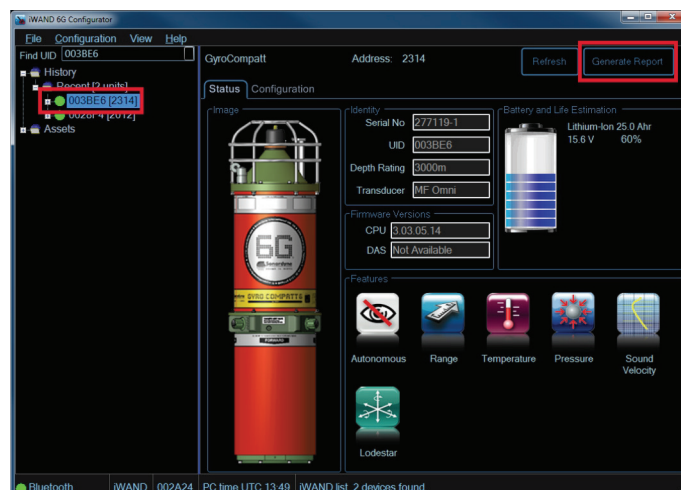 iWAND 6G Configurator
File Configuration View Help
Find UID 003BE6
History
Recent [2 units]
003BE6 [2314]
0028F4 [2012]
Assets
GyroCompatt Address: 2314 Refresh Generate Report
Status Configuration
Image
6G
Sonardyne
GYRO COMPATT
FORWARD
Identity
Serial No 277119-1
UID 003BE6
Depth Rating 3000m
Transducer MF Omni
Firmware Versions
CPU 3.03.05.14
DAS Not Available
Battery and Life Estimation
Lithium-Ion 25.0 Ahr
15.6 V 60%
Features
Autonomous Range Temperature Pressure Sound
Velocity
Lodestar
Bluetooth iWAND 002A24 PC time UTC 13:49 iWAND list, 2 devices found